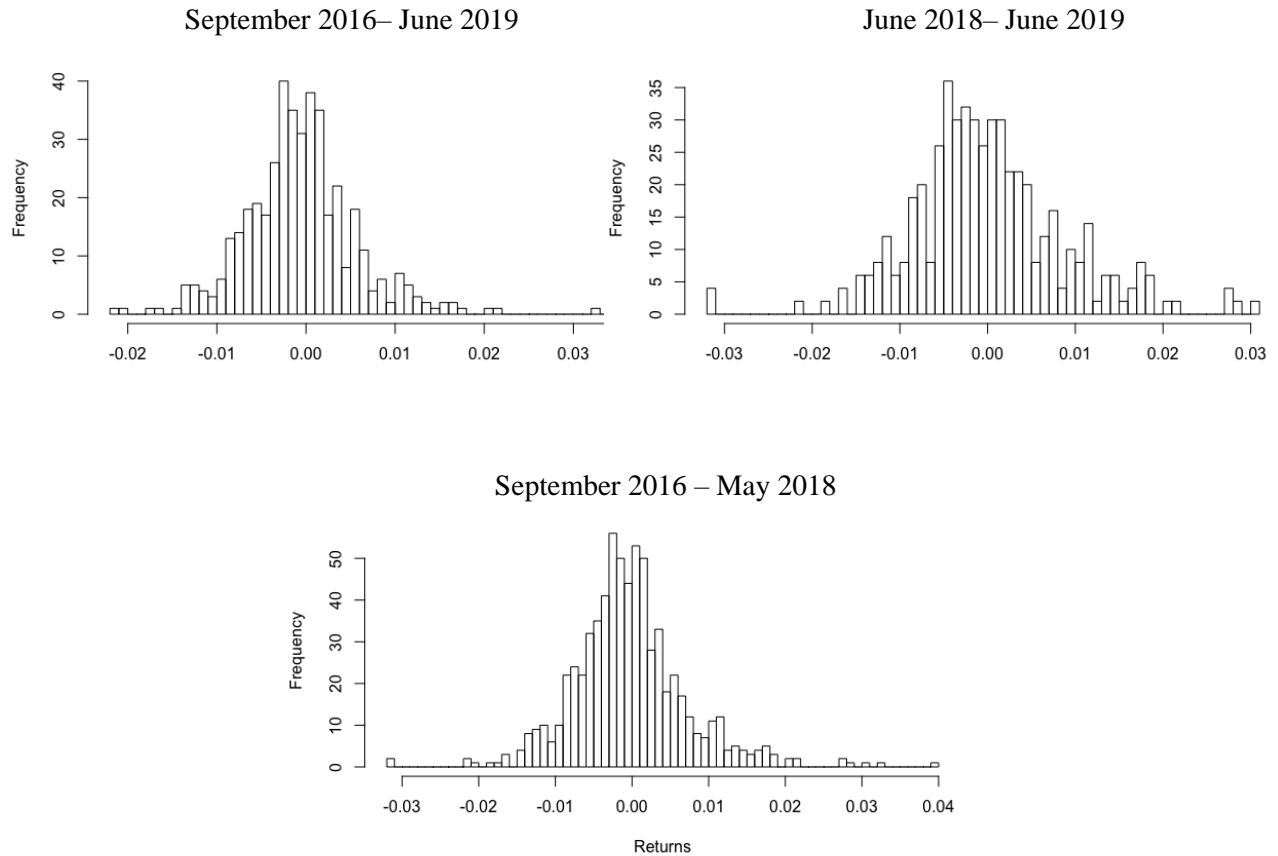 September 2016– June 2019
Frequency
0 10 20 30 40
-0.02 -0.01 0.00 0.01 0.02 0.03
June 2018– June 2019
Frequency
0 5 10 15 20 25 30 35
-0.03 -0.02 -0.01 0.00 0.01 0.02 0.03
September 2016 – May 2018
Frequency
0 10 20 30 40 50
-0.03 -0.02 -0.01 0.00 0.01 0.02 0.03 0.04
Returns